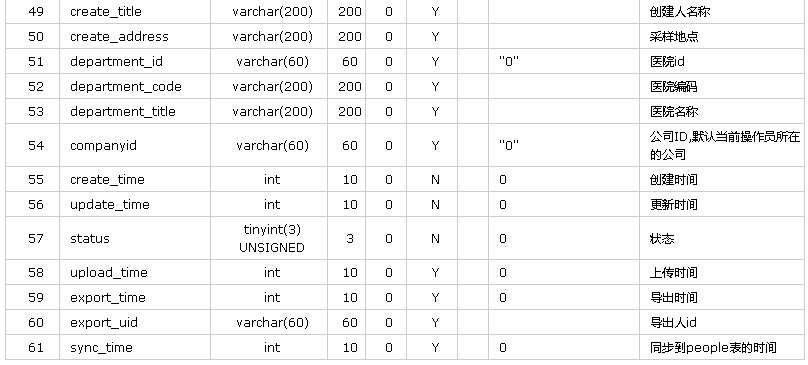 49 create_title varchar(200) 200 0 Y 创建人名称
50 create_address varchar(200) 200 0 Y 采样地点
51 department_id varchar(60) 60 0 Y "0" 医院id
52 department_code varchar(200) 200 0 Y 医院编码
53 department_title varchar(200) 200 0 Y 医院名称
54 companyid varchar(60) 60 0 Y "0" 公司ID,默认当前操作员所在
的公司
55 create_time int 10 0 N 0 创建时间
56 update_time int 10 0 N 0 更新时间
57 status tinyint(3) 3 0 N 0 状态
UNSIGNED
58 upload_time int 10 0 Y 0 上传时间
59 export_time int 10 0 Y 0 导出时间
60 export_uid varchar(60) 60 0 Y 导出人id
61 sync_time int 10 0 Y 0 同步到people表的时间